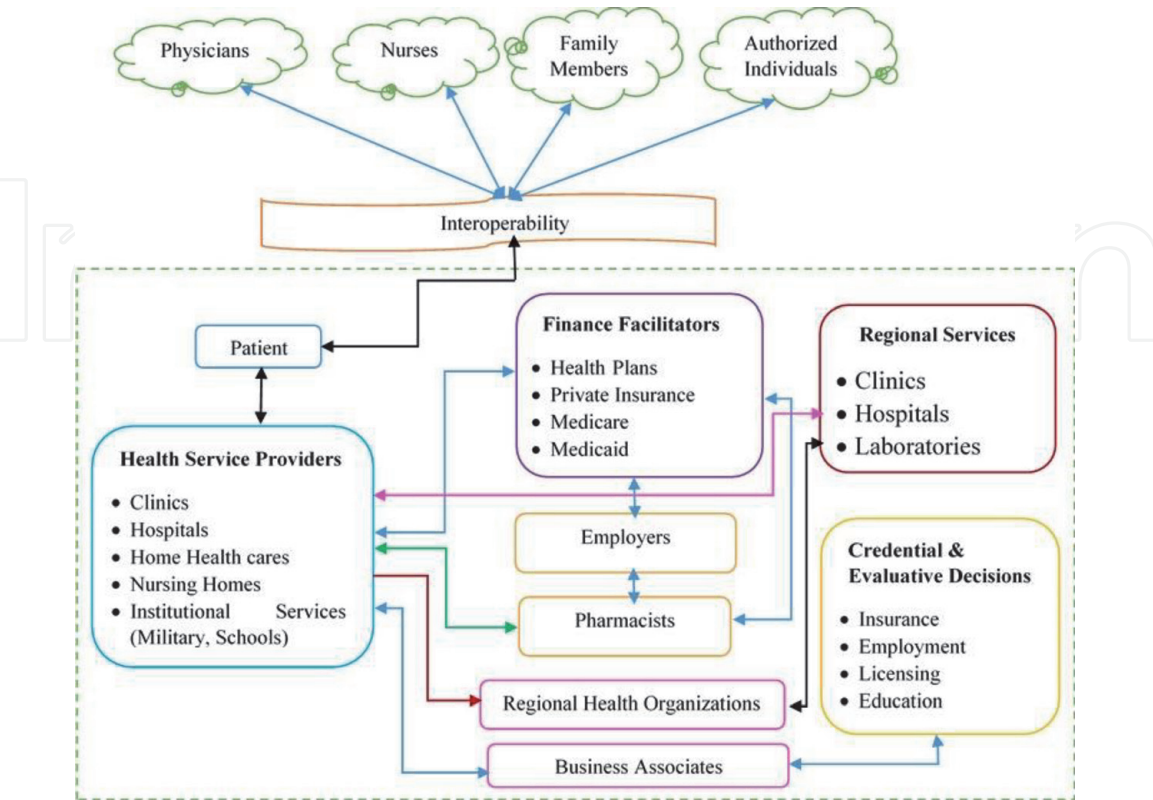 Physicians
Nurses
Family
Members
Authorized
Individuals
Interoperability
Patient
Finance Facilitators
• Health Plans
• Private Insurance
• Medicare
• Medicaid
Regional Services
• Clinics
• Hospitals
• Laboratories
Health Service Providers
• Clinics
• Hospitals
• Home Health cares
• Nursing Homes
• Institutional Services
(Military, Schools)
Employers
Pharmacists
Credential &
Evaluative Decisions
• Insurance
• Employment
• Licensing
• Education
Regional Health Organizations
Business Associates